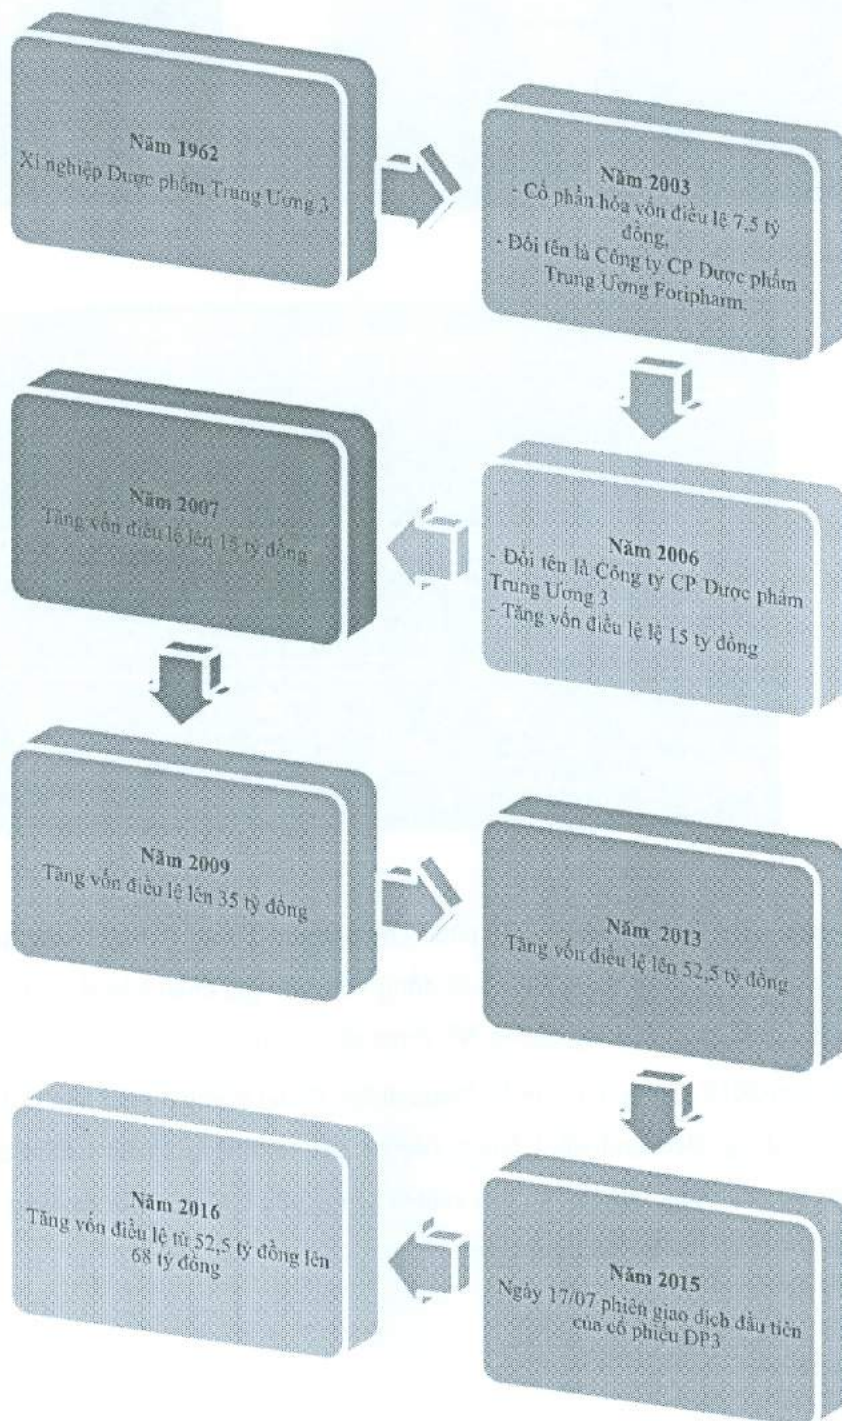 Năm 1962
Xí nghiệp Dược phẩm Trung Ương 3
Năm 2003
- Cổ phần hóa vốn điều lệ 7,5 tỷ
đồng,
- Đổi tên là Công ty CP Dược phẩm
Trung Ương Foripharm.
Năm 2006
- Đổi tên là Công ty CP Dược phẩm
Trung Ương 3
- Tăng vốn điều lệ lệ 15 tỷ đồng
Năm 2007
Tăng vốn điều lệ lên 15 tỷ đồng
Năm 2009
Tăng vốn điều lệ lên 35 tỷ đồng
Năm 2013
Tăng vốn điều lệ lên 52,5 tỷ đồng
Năm 2015
Ngày 17/07 phiên giao dịch đầu tiên
của cổ phiếu DP3
Năm 2016
Tăng vốn điều lệ từ 52,5 tỷ đồng lên
68 tỷ đồng